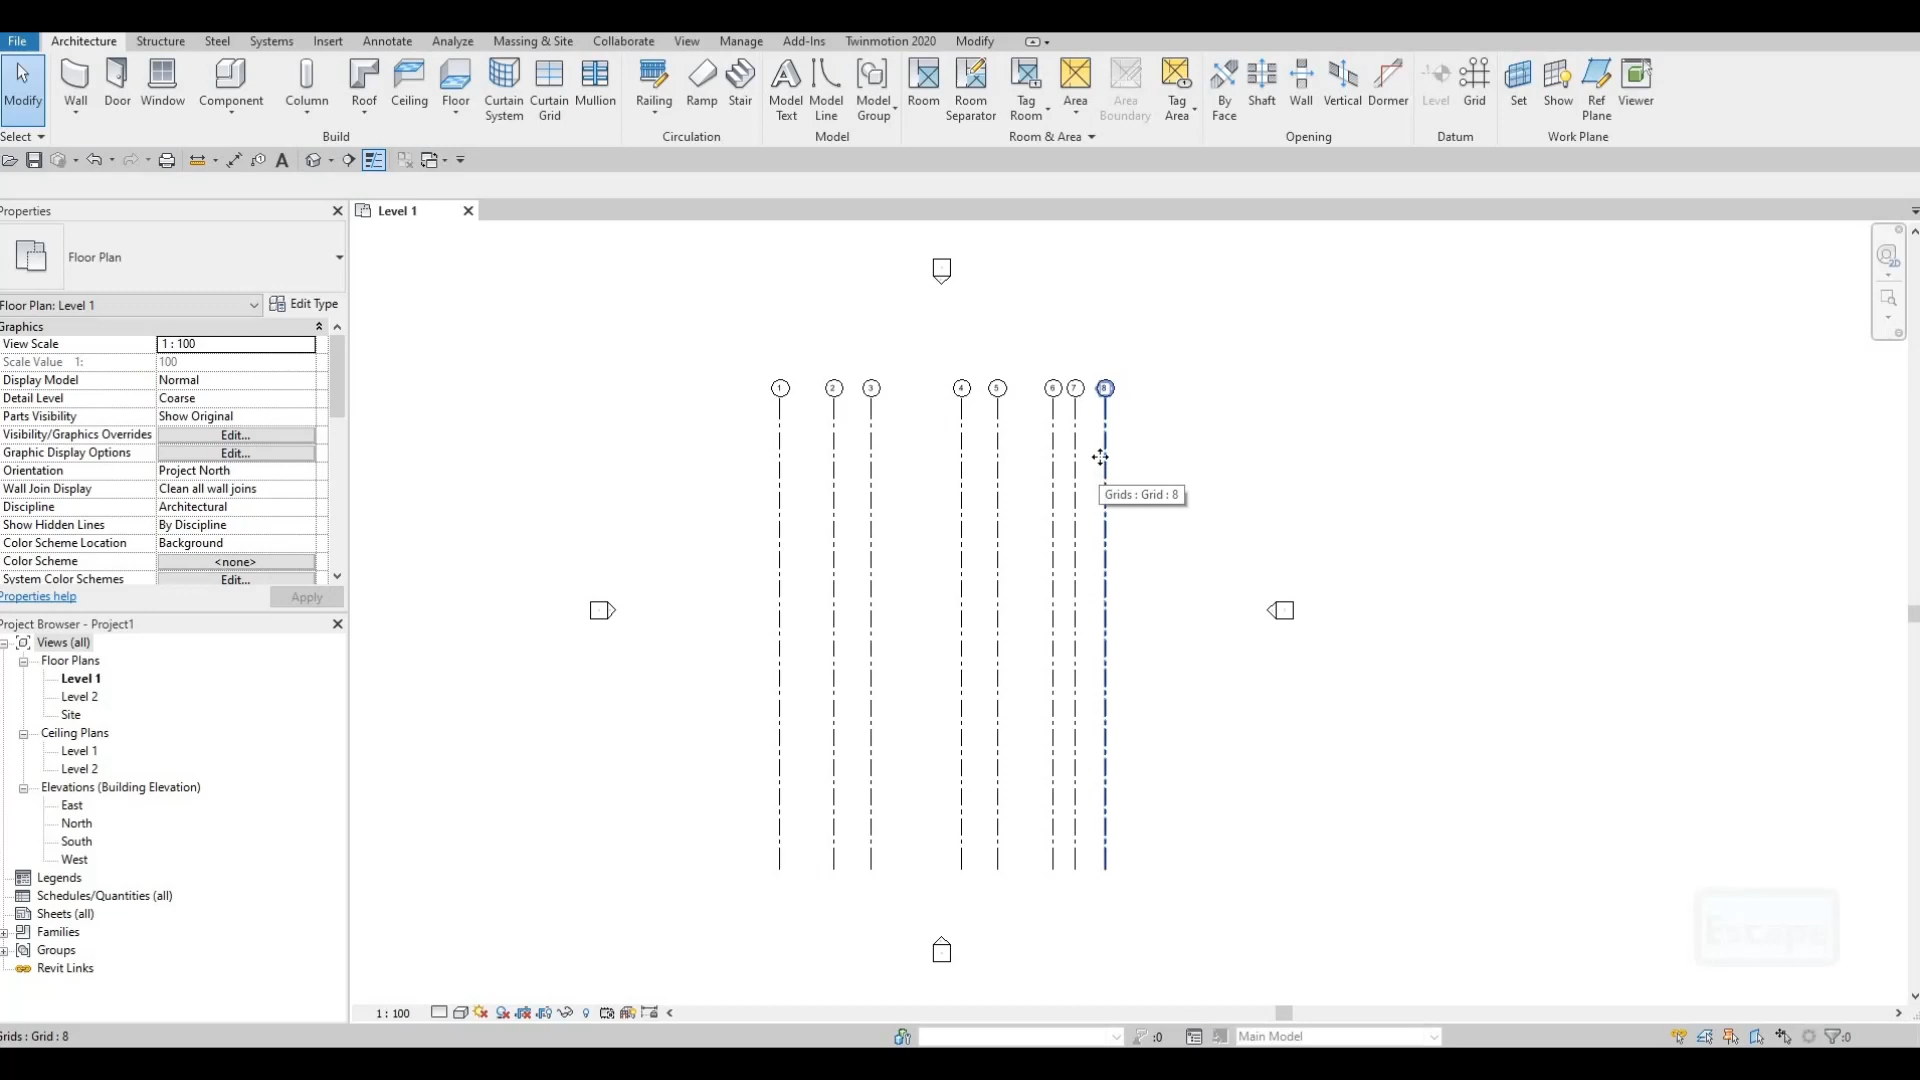 File Architecture Structure Steel Systems Insert Annotate Analyze Massing & Site Collaborate View Manage Add-Ins Twinmotion 2020 Modify
Modify Wall Door Window Component Column Roof Ceiling Floor Curtain System Curtain Grid Mullion Railing Ramp Stair Model Text Model Line Model Group Room Room Separator Tag Room Area Area Boundary Tag Area By Face Shaft Wall Vertical Dormer Level Grid Set Show Ref Plane Viewer
Select Build Circulation Model Room & Area Opening Datum Work Plane
Properties
Level 1
Floor Plan
Floor Plan: Level 1 Edit Type
Graphics
View Scale 1 : 100
Scale Value 1: 100
Display Model Normal
Detail Level Coarse
Parts Visibility Show Original
Visibility/Graphics Overrides Edit...
Graphic Display Options Edit...
Orientation Project North
Wall Join Display Clean all wall joins
Discipline Architectural
Show Hidden Lines By Discipline
Color Scheme Location Background
Color Scheme <none>
System Color Schemes Edit...
Properties help Apply
1 2 3 4 5 6 7 8
Grids : Grid : 8
Project Browser - Project1
Views (all)
Floor Plans
Level 1
Level 2
Site
Ceiling Plans
Level 1
Level 2
Elevations (Building Elevation)
East
North
South
West
Legends
Schedules/Quantities (all)
Sheets (all)
Families
Groups
Revit Links
Escape
1 : 100
Grids : Grid : 8 :0 Main Model :0